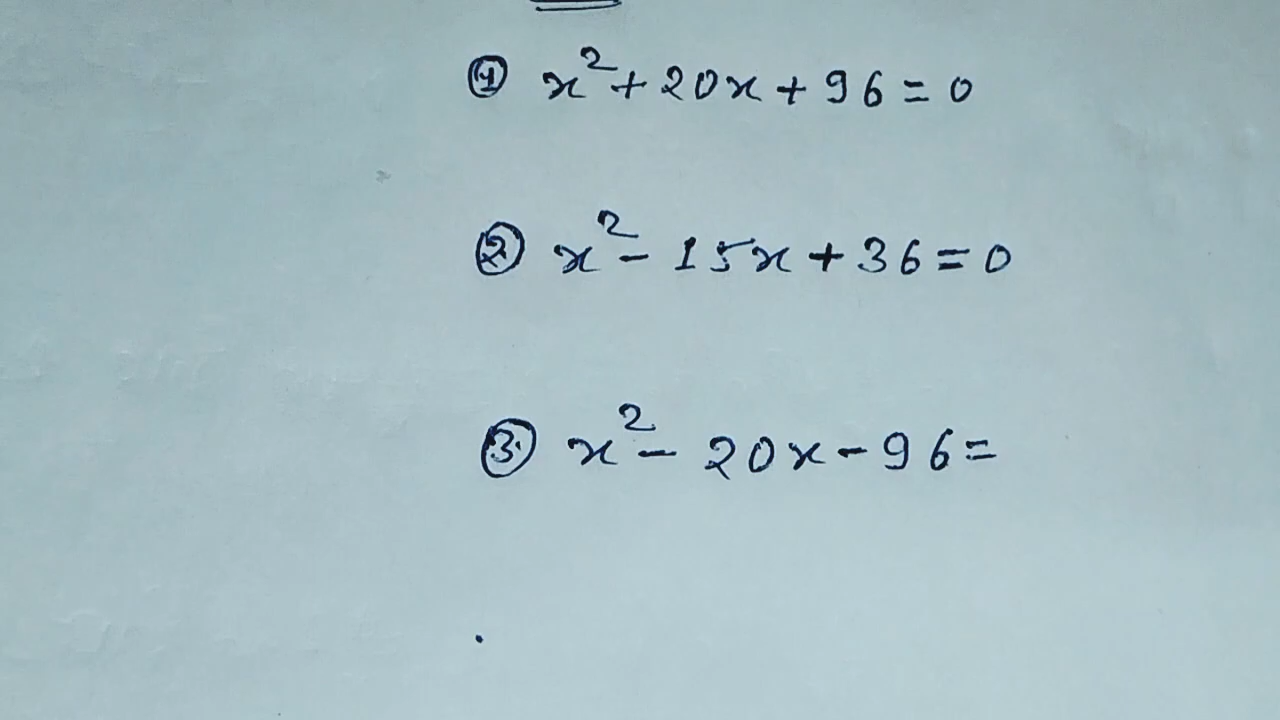 ① x² + 20x + 96 = 0
② x² - 15x + 36 = 0
③ x² - 20x - 96 =